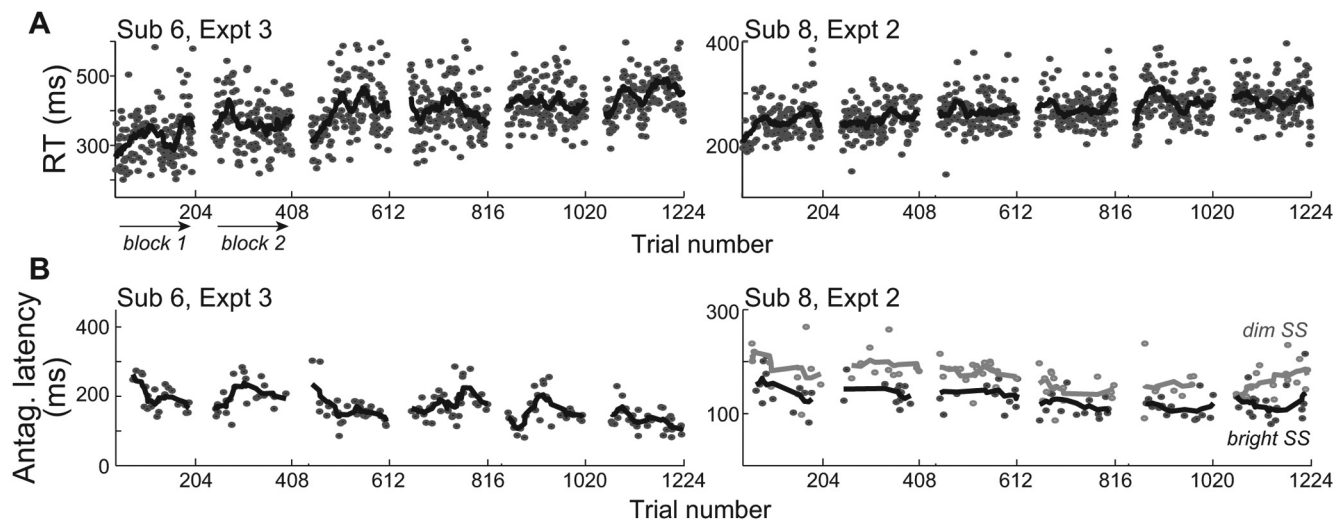 A
Sub 6, Expt 3
Sub 8, Expt 2
RT (ms)
500
300
400
200
204
408
612
816
1020
1224
204
408
612
816
1020
1224
block 1
block 2
Trial number
B
Sub 6, Expt 3
Sub 8, Expt 2
Antag. latency
(ms)
400
200
0
300
100
dim SS
bright SS
204
408
612
816
1020
1224
204
408
612
816
1020
1224
Trial number